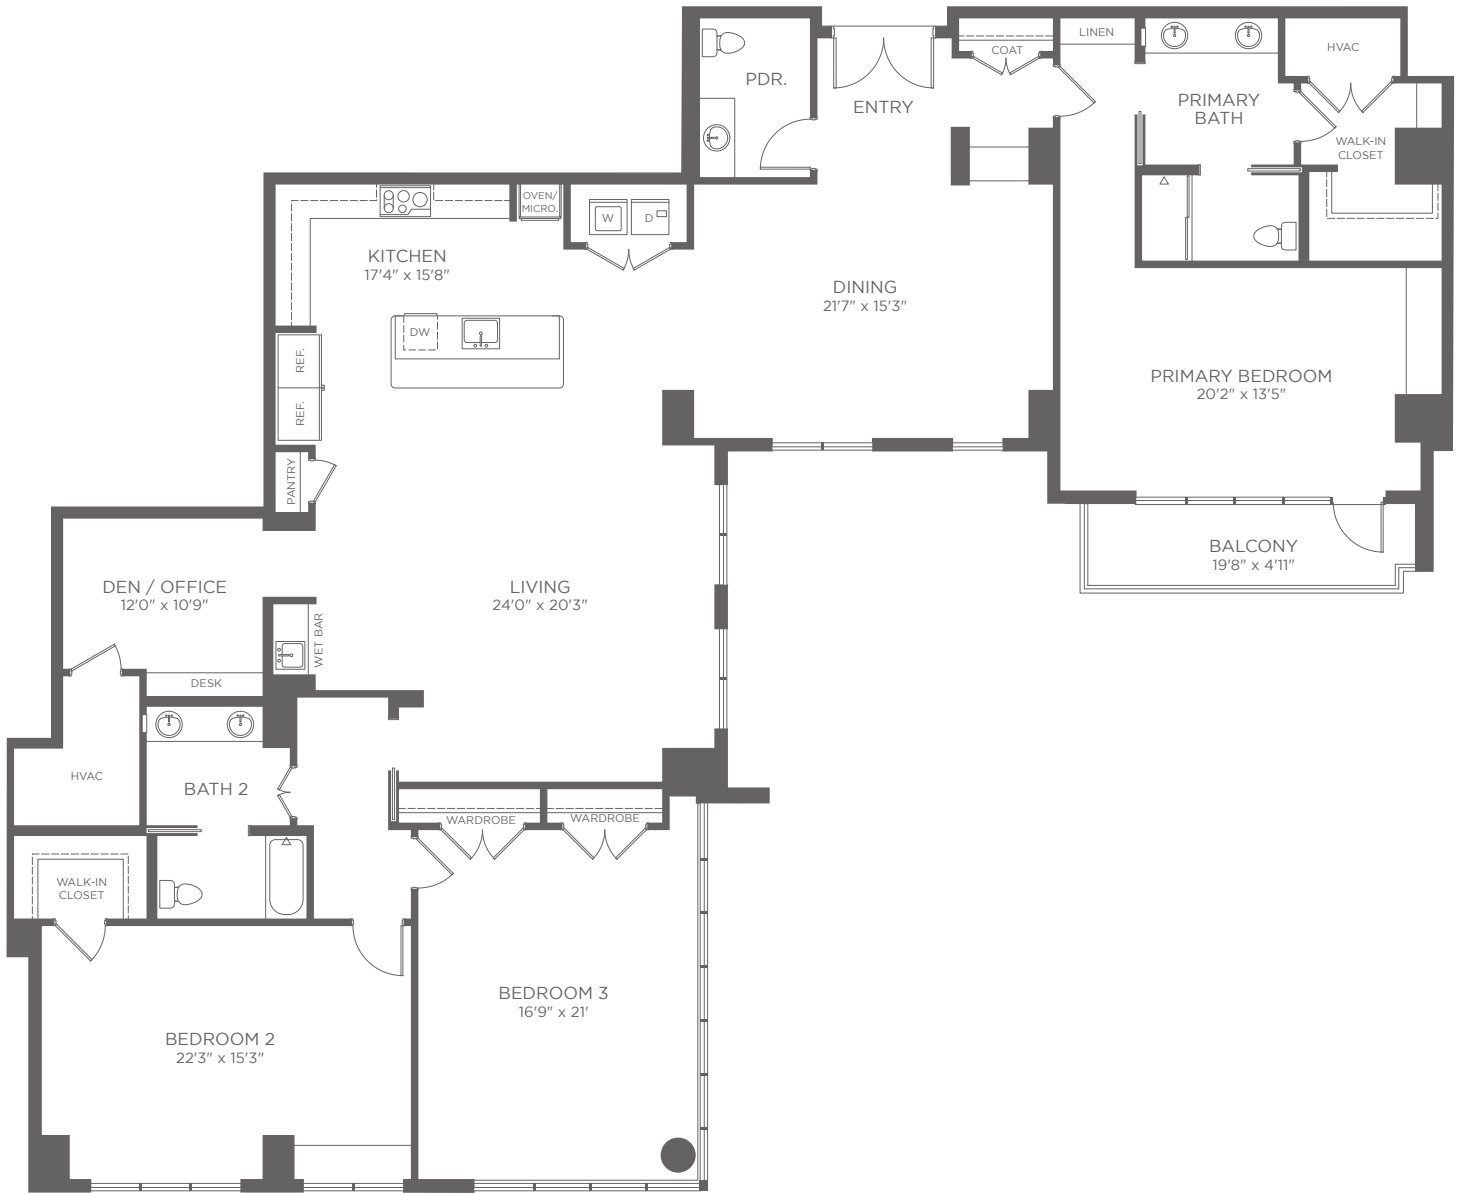 LINEN
COAT
HVAC
PDR.
ENTRY
PRIMARY
BATH
WALK-IN
CLOSET
OVEN/
MICRO.
W
D
KITCHEN
17'4" x 15'8"
DINING
21'7" x 15'3"
DW
REF.
REF.
PRIMARY BEDROOM
20'2" x 13'5"
PANTRY
BALCONY
19'8" x 4'11"
DEN / OFFICE
12'0" x 10'9"
LIVING
24'0" x 20'3"
WET BAR
DESK
HVAC
BATH 2
WARDROBE
WARDROBE
WALK-IN
CLOSET
BEDROOM 3
16'9" x 21'
BEDROOM 2
22'3" x 15'3"